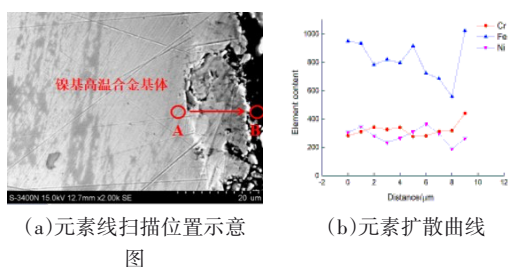 镍基高温合金基体
A
B
S-3400N 15.0kV 12.7mm x2.00k SE
20 um
Cr
Fe
Ni
1000
800
600
400
200
0
Element content
-2 0 2 4 6 8 10 12
Distance/μm
(a)元素线扫描位置示意
图
(b)元素扩散曲线